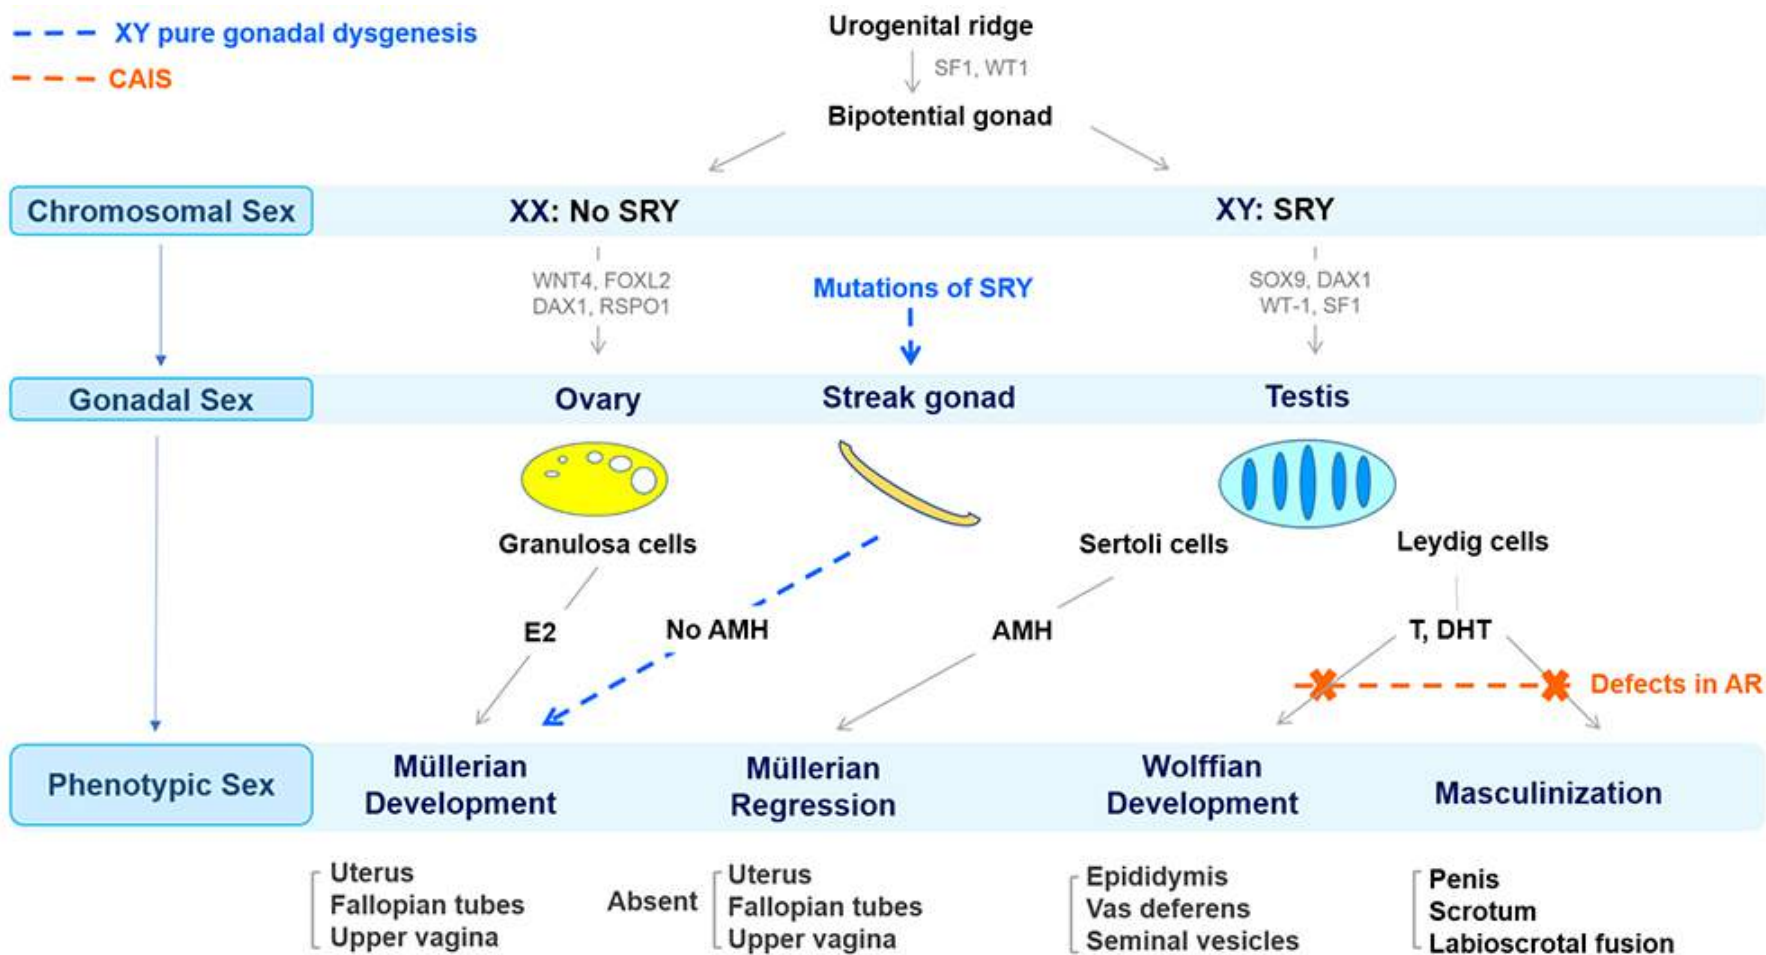 XY pure gonadal dysgenesis
CAIS
Urogenital ridge
SF1, WT1
Bipotential gonad
Chromosomal Sex
XX: No SRY
XY: SRY
WNT4, FOXL2
DAX1, RSPO1
Mutations of SRY
SOX9, DAX1
WT-1, SF1
Gonadal Sex
Ovary
Streak gonad
Testis
Granulosa cells
Sertoli cells
Leydig cells
E2
No AMH
AMH
T, DHT
Defects in AR
Phenotypic Sex
Müllerian
Development
Müllerian
Regression
Wolffian
Development
Masculinization
Uterus
Fallopian tubes
Upper vagina
Absent
Uterus
Fallopian tubes
Upper vagina
Epididymis
Vas deferens
Seminal vesicles
Penis
Scrotum
Labioscrotal fusion